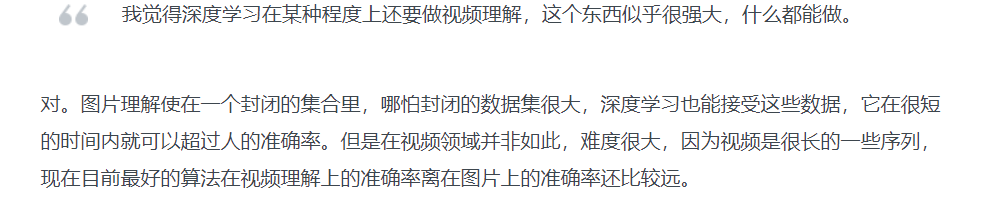 我觉得深度学习在某种程度上还要做视频理解，这个东西似乎很强大，什么都能做。
对。图片理解使在一个封闭的集合里，哪怕封闭的数据集很大，深度学习也能接受这些数据，它在很短
的时间内就可以超过人的准确率。但是在视频领域并非如此，难度很大，因为视频是很长的一些序列，
现在目前最好的算法在视频理解上的准确率离在图片上的准确率还比较远。